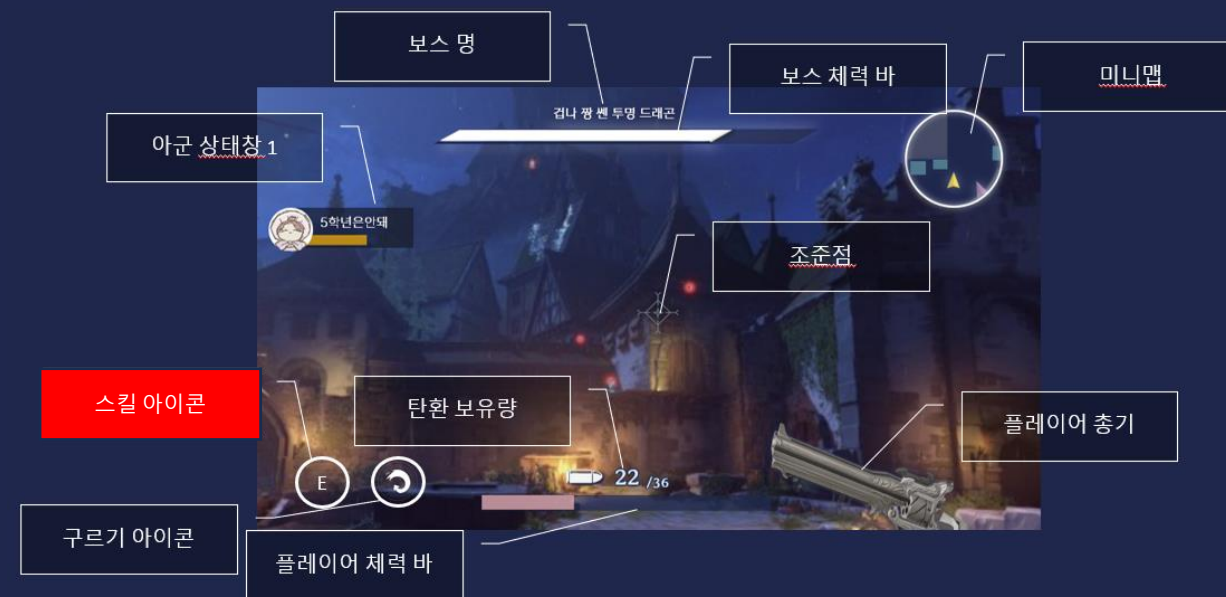 보스 명
보스 체력 바
미니맵
겁나 짱 쎈 투명 드래곤
아군 상태창 1
5학년은안돼
조준점
스킬 아이콘
탄환 보유량
플레이어 총기
E
22 /36
구르기 아이콘
플레이어 체력 바